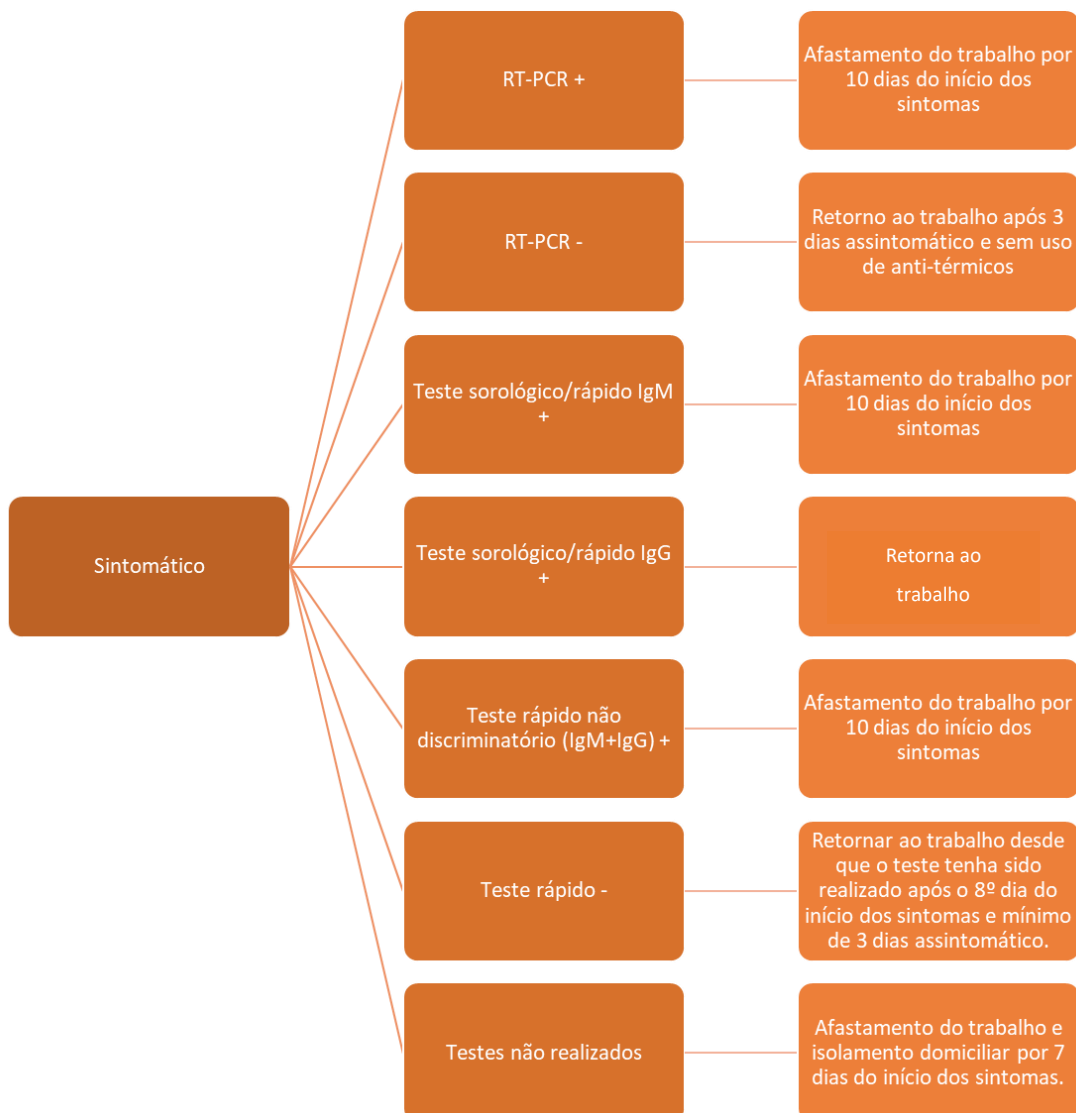 RT-PCR +
Afastamento do trabalho por
10 dias do início dos
sintomas
RT-PCR -
Retorno ao trabalho após 3
dias assintomático e sem uso
de anti-térmicos
Teste sorológico/rápido IgM
+
Afastamento do trabalho por
10 dias do início dos
sintomas
Sintomático
Teste sorológico/rápido IgG
+
Retorna ao
trabalho
Teste rápido não
discriminatório (IgM+IgG) +
Afastamento do trabalho por
10 dias do início dos
sintomas
Teste rápido -
Retornar ao trabalho desde
que o teste tenha sido
realizado após o 8º dia do
início dos sintomas e mínimo
de 3 dias assintomático.
Testes não realizados
Afastamento do trabalho e
isolamento domiciliar por 7
dias do início dos sintomas.